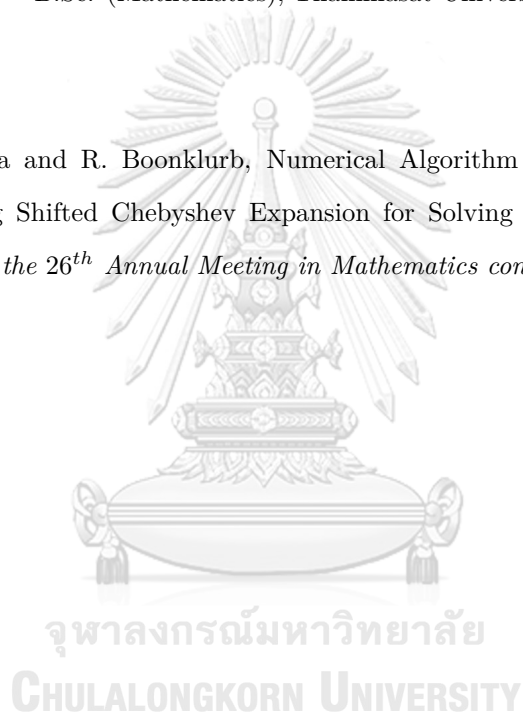 B.Sc. (Mathematics), Thammasat Univers
a and R. Boonklurb, Numerical Algorithm
g Shifted Chebyshev Expansion for Solving
the 26th Annual Meeting in Mathematics con
จุฬาลงกรณ์มหาวิทยาลัย
CHULALONGKORN UNIVERSITY